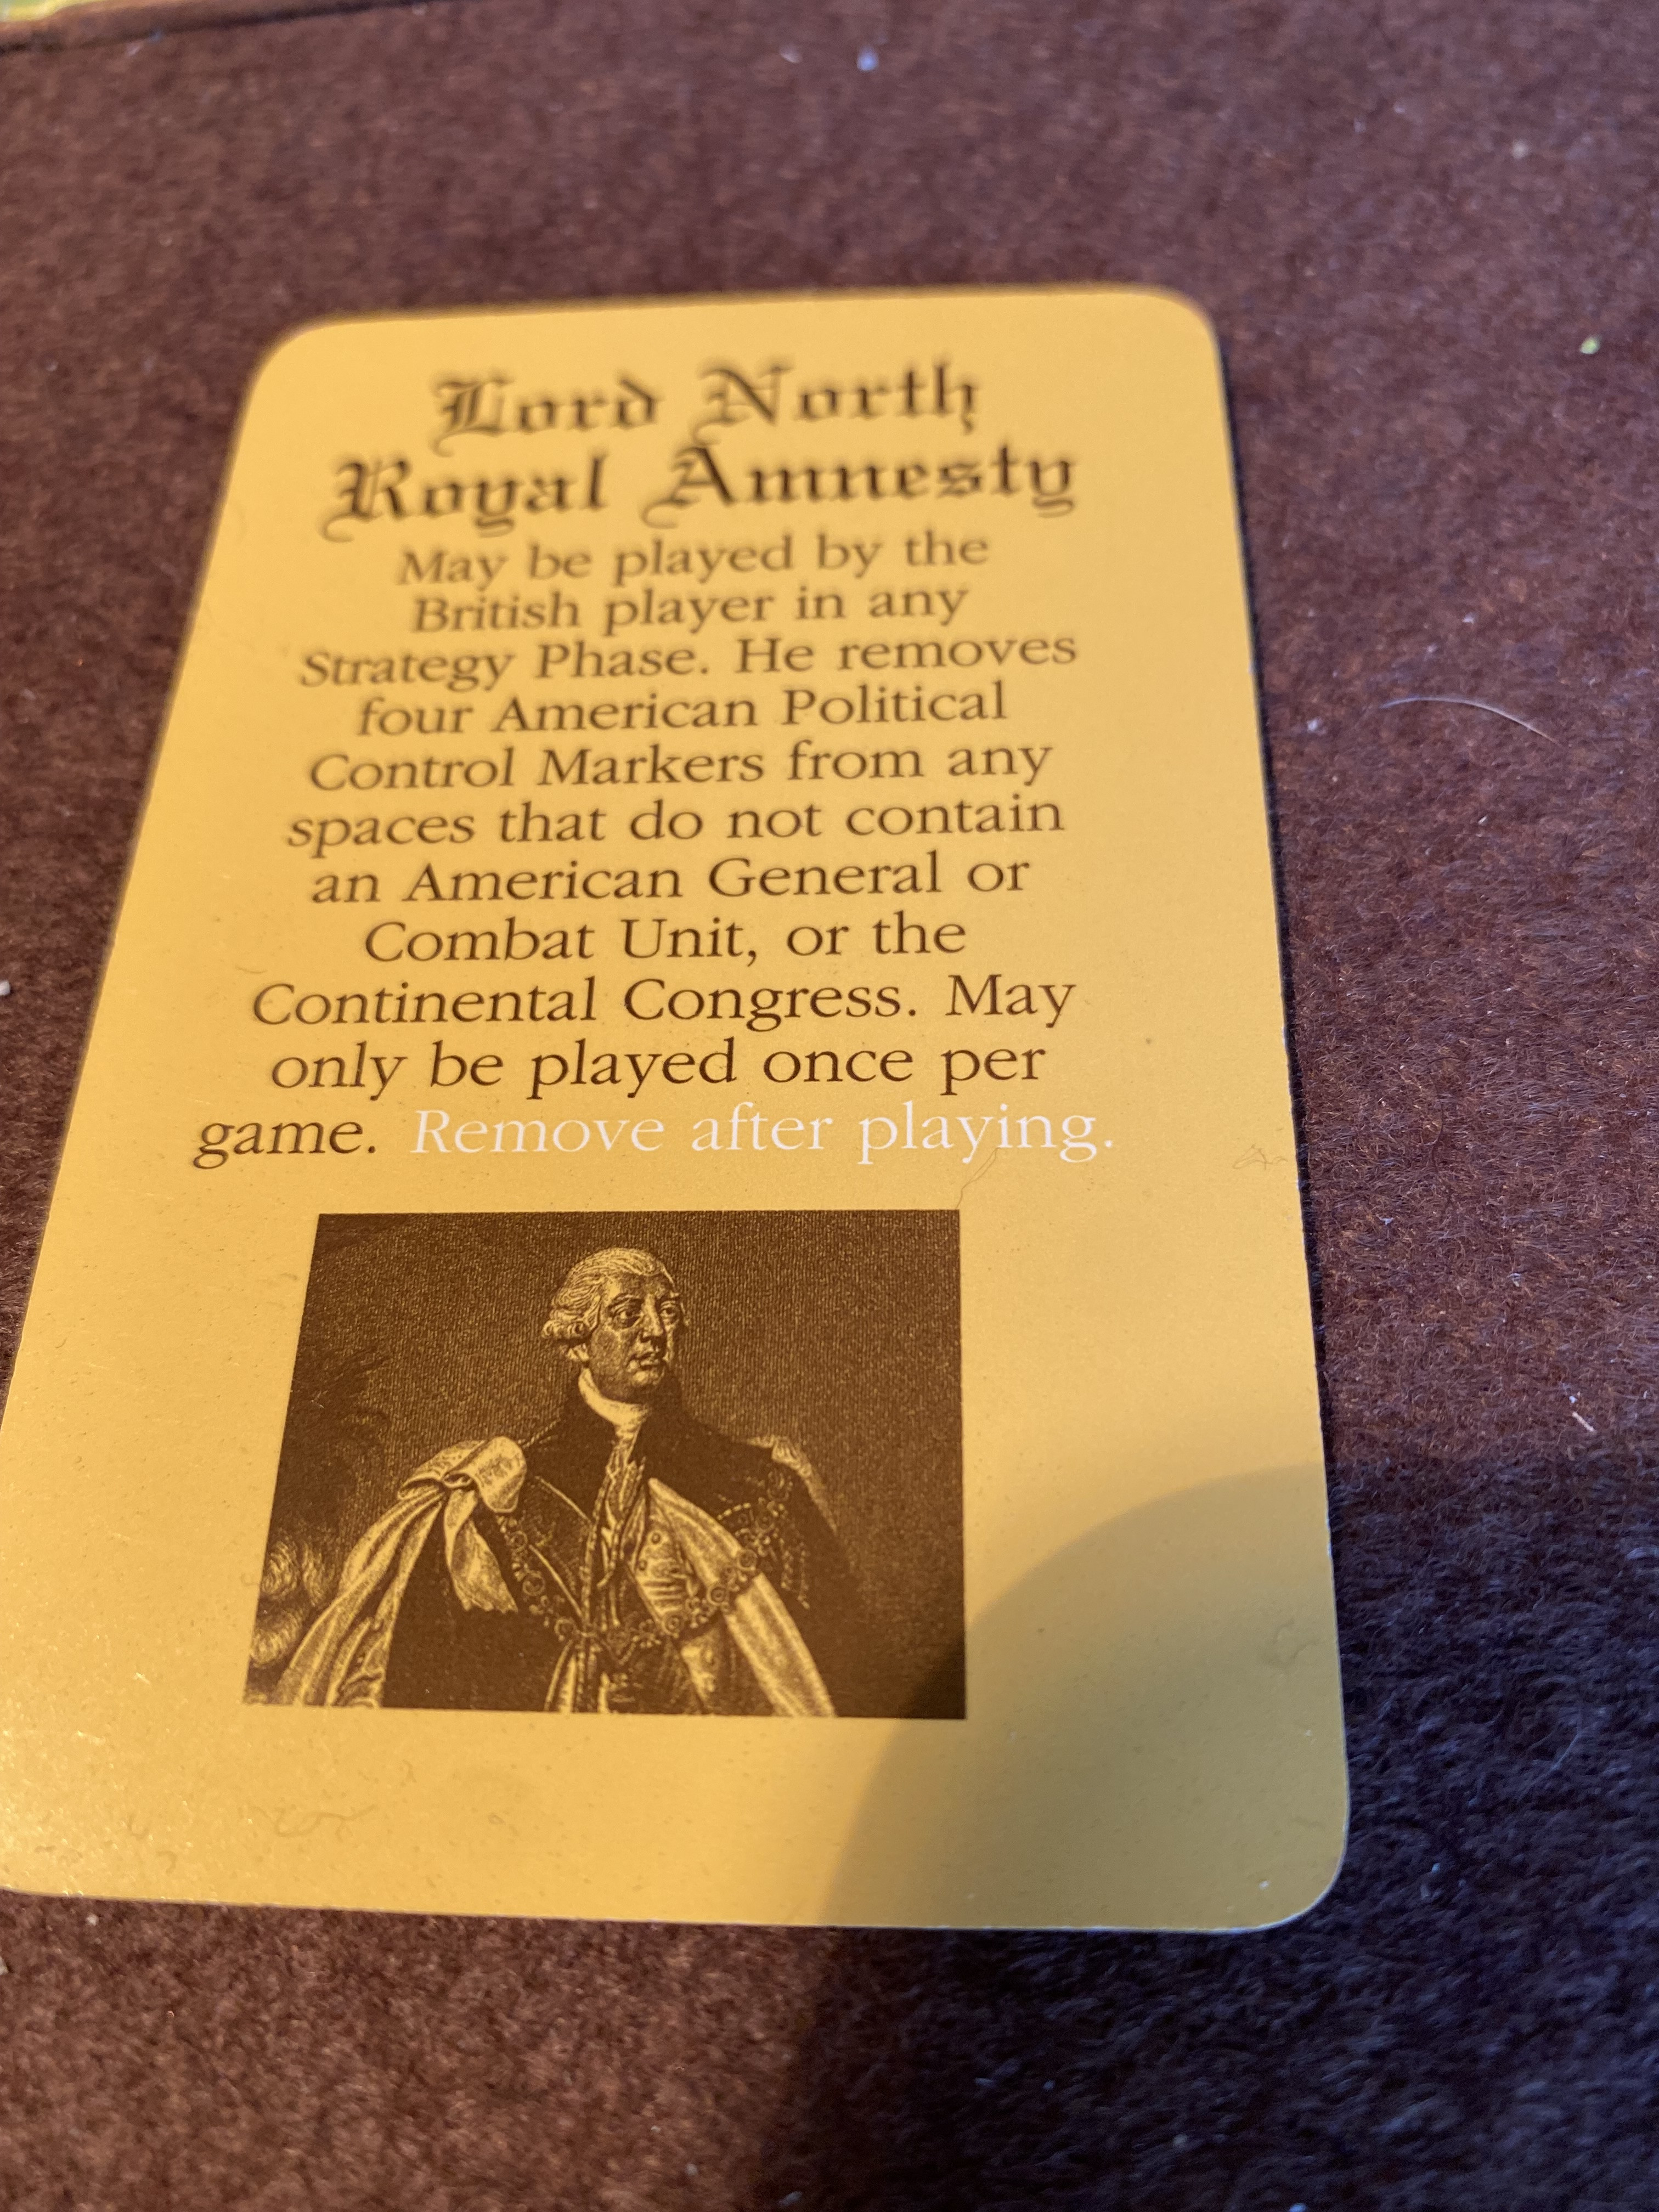 Lord North
Royal Amnesty
May be played by the
British player in any
Strategy Phase. He removes
four American Political
Control Markers from any
spaces that do not contain
an American General or
Combat Unit, or the
Continental Congress. May
only be played once per
game. Remove after playing.